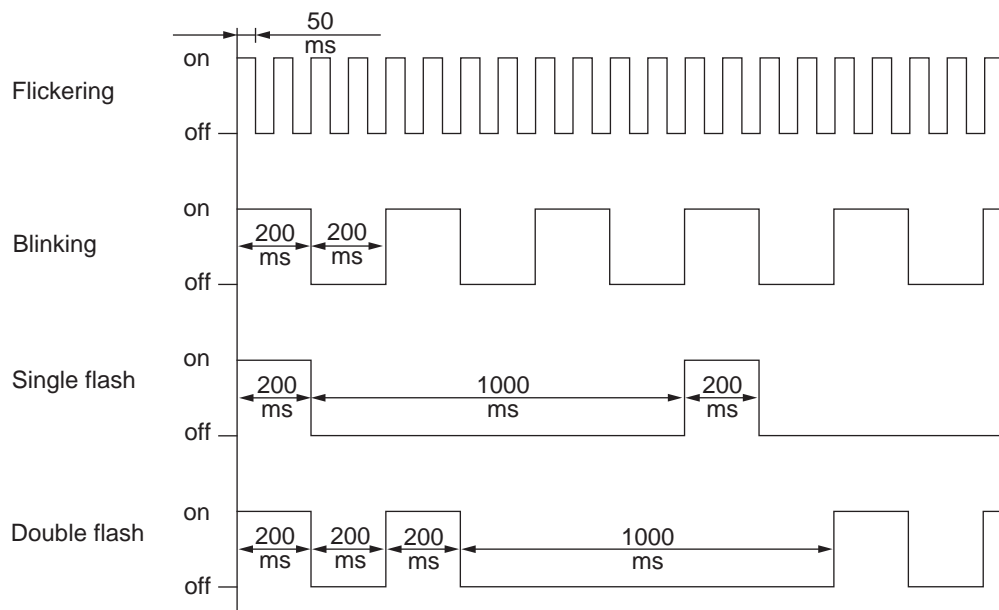 50
ms
on
Flickering
off
on
Blinking
200
ms
200
ms
off
on
Single flash
200
ms
1000
ms
200
ms
off
on
Double flash
200
ms
200
ms
200
ms
1000
ms
off